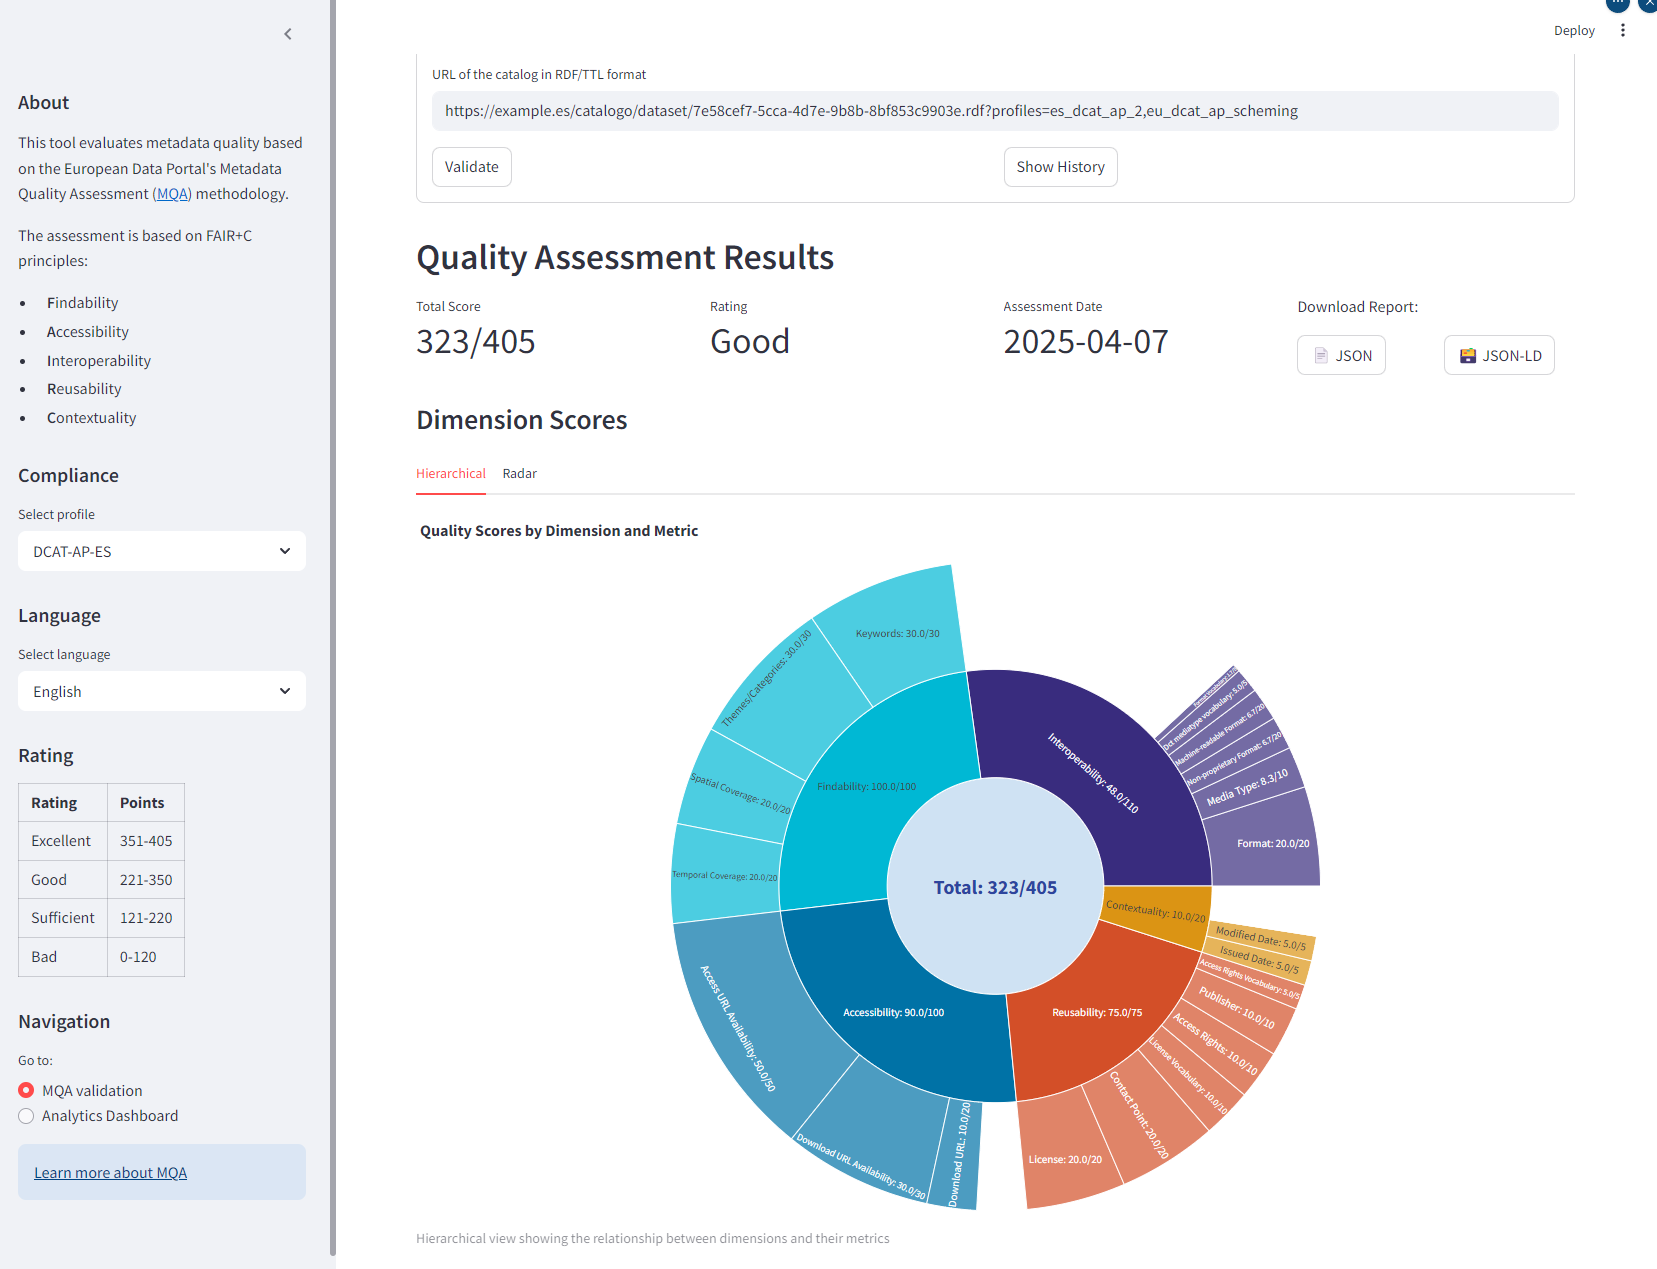 About
This tool evaluates metadata quality based
on the European Data Portal's Metadata
Quality Assessment (MQA) methodology.
The assessment is based on FAIR+C
principles:
Findability
Accessibility
Interoperability
Reusability
Contextuality
Compliance
Select profile
DCAT-AP-ES
Language
Select language
English
Rating
Rating Points
Excellent 351-405
Good 221-350
Sufficient 121-220
Bad 0-120
Navigation
Go to:
MQA validation
Analytics Dashboard
Learn more about MQA
Deploy
URL of the catalog in RDF/TTL format
https://example.es/catalogo/dataset/7e58cef7-5cca-4d7e-9b8b-8bf853c9903e.rdf?profiles=es_dcat_ap_2,eu_dcat_ap_scheming
Validate
Show History
Quality Assessment Results
Total Score
323/405
Rating
Good
Assessment Date
2025-04-07
Download Report:
JSON
JSON-LD
Dimension Scores
Hierarchical
Radar
Quality Scores by Dimension and Metric
Keywords: 30.0/30
Themes/Categories: 30.0/30
Spatial Coverage: 20.0/20
Temporal Coverage: 20.0/20
Findability: 100.0/100
Interoperability: 48.0/110
Dct mediatype vocabulary: 5.0/5
Machine-readable Format: 6.7/20
Non-proprietary Format: 6.7/20
Media Type: 8.3/10
Format: 20.0/20
Total: 323/405
Contextuality: 10.0/20
Modified Date: 5.0/5
Issued Date: 5.0/5
Access Rights Vocabulary: 5.0/5
Publisher: 10.0/10
Access Rights: 10.0/10
License Vocabulary: 10.0/10
Contact Point: 20.0/20
License: 20.0/20
Reusability: 75.0/75
Accessibility: 90.0/100
Access URL Availability: 50.0/50
Download URL Availability: 30.0/30
Download URL: 10.0/20
Hierarchical view showing the relationship between dimensions and their metrics